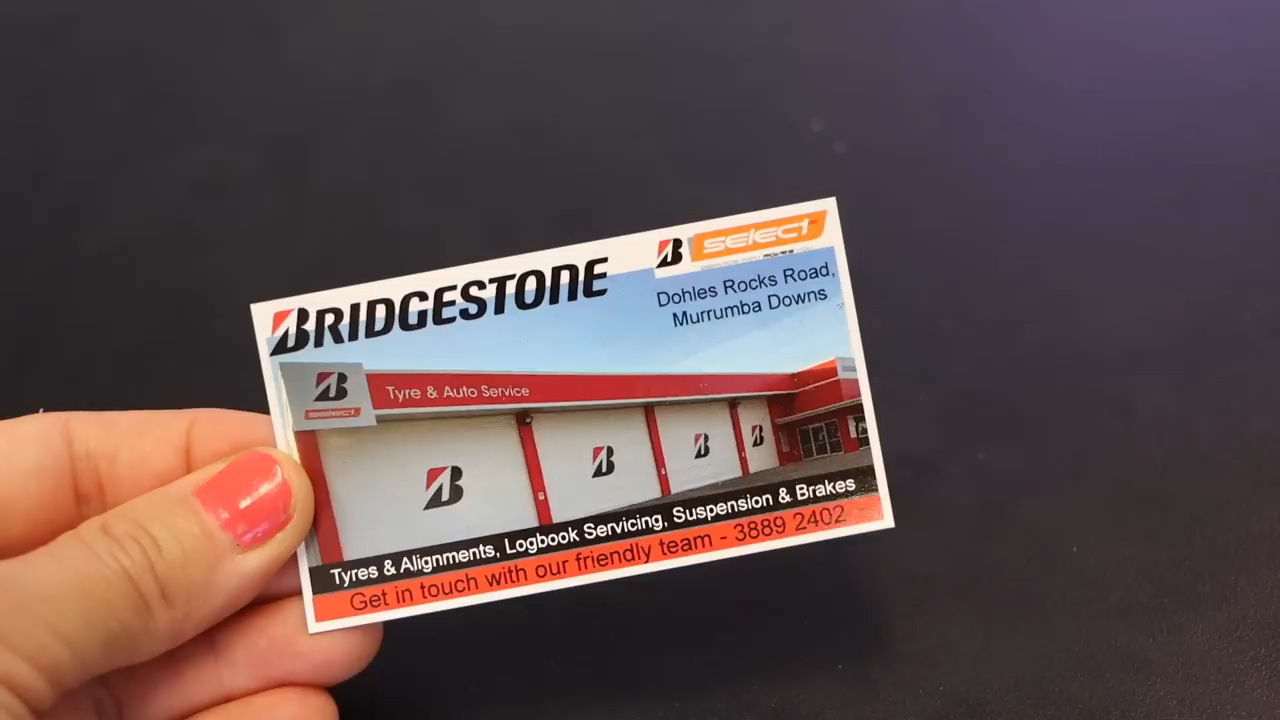 BRIDGESTONE
select
Dohles Rocks Road,
Murrumba Downs
Tyre & Auto Service
select
Tyres & Alignments, Logbook Servicing, Suspension & Brakes
Get in touch with our friendly team - 3889 2402